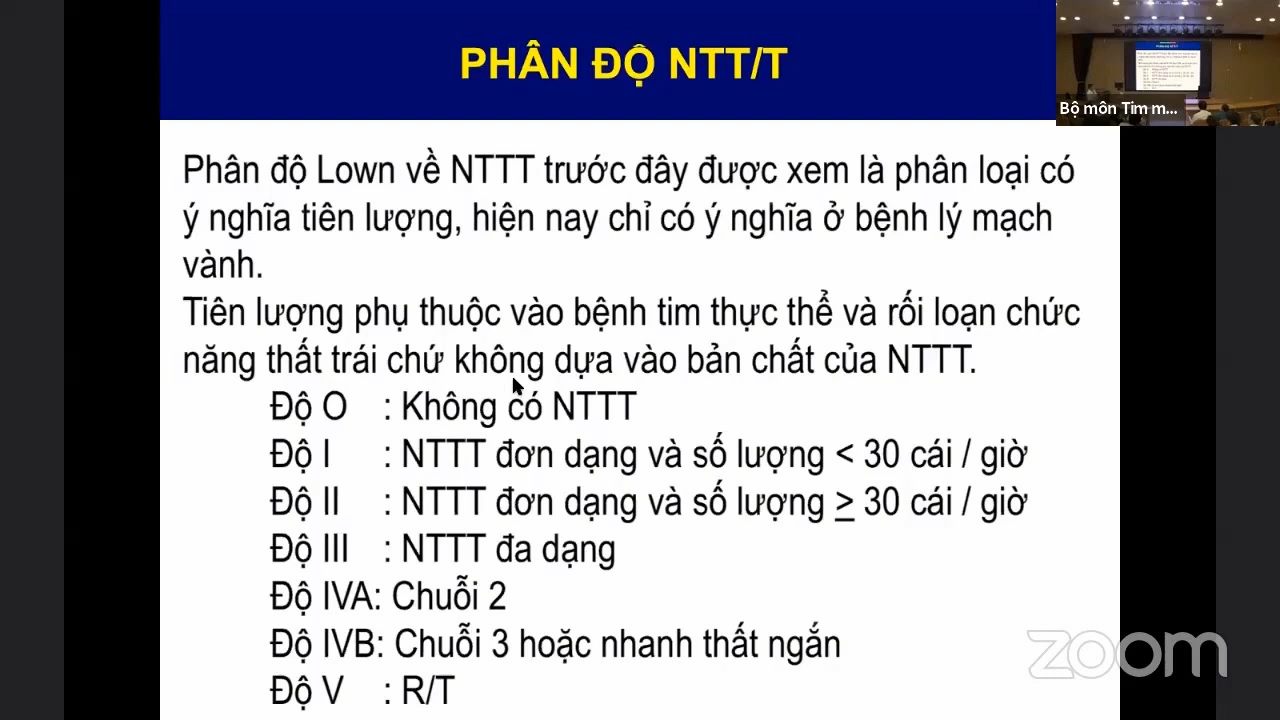 PHÂN ĐỘ NTT/T
Bộ môn Tim m...
Phân độ Lown về NTTT trước đây được xem là phân loại có
ý nghĩa tiên lượng, hiện nay chỉ có ý nghĩa ở bệnh lý mạch
vành.
Tiên lượng phụ thuộc vào bệnh tim thực thể và rối loạn chức
năng thất trái chứ không dựa vào bản chất của NTTT.
Độ O : Không có NTTT
Độ I : NTTT đơn dạng và số lượng < 30 cái / giờ
Độ II : NTTT đơn dạng và số lượng ≥ 30 cái / giờ
Độ III : NTTT đa dạng
Độ IVA: Chuỗi 2
Độ IVB: Chuỗi 3 hoặc nhanh thất ngắn
Độ V : R/T
zoom